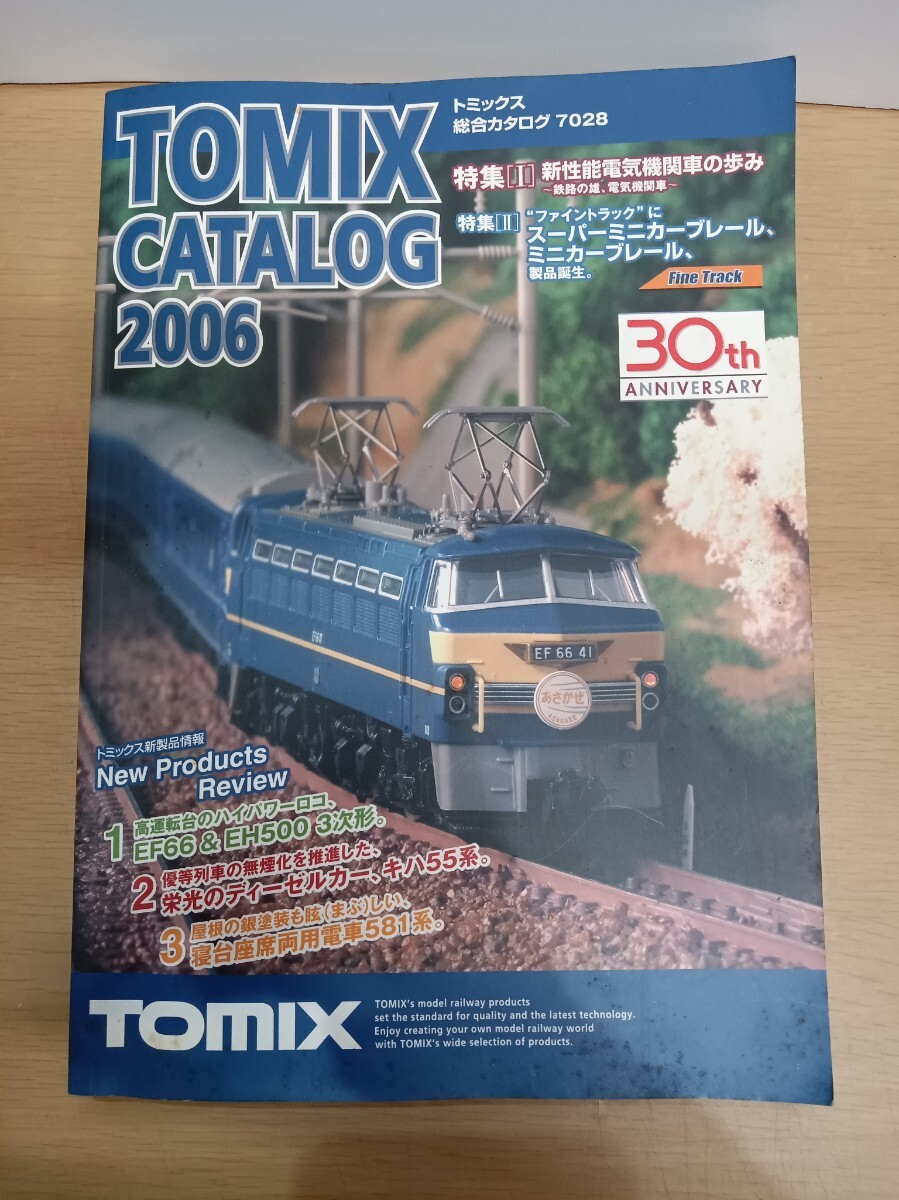 TOMIX
CATALOG
2006
トミックス
総合カタログ 7028
特集[Ⅰ] 新性能電気機関車の歩み
~鉄路の雄、電気機関車~
特集[Ⅱ] "ファイントラック"に
スーパーミニカーブレール、
ミニカーブレール、
製品誕生。
Fine Track
30th
ANNIVERSARY
EF66 41
EF 66 41
あさかぜ
トミックス新製品情報
New Products
Review
1 高運転台のハイパワーロコ、
EF66 & EH500 3次形。
2 優等列車の無煙化を推進した、
栄光のディーゼルカー、キハ55系。
3 屋根の銀塗装も眩(まぶ)しい、
寝台座席両用電車581系。
TOMIX
TOMIX's model railway products
set the standard for quality and the latest technology.
Enjoy creating your own model railway world
with TOMIX's wide selection of products.